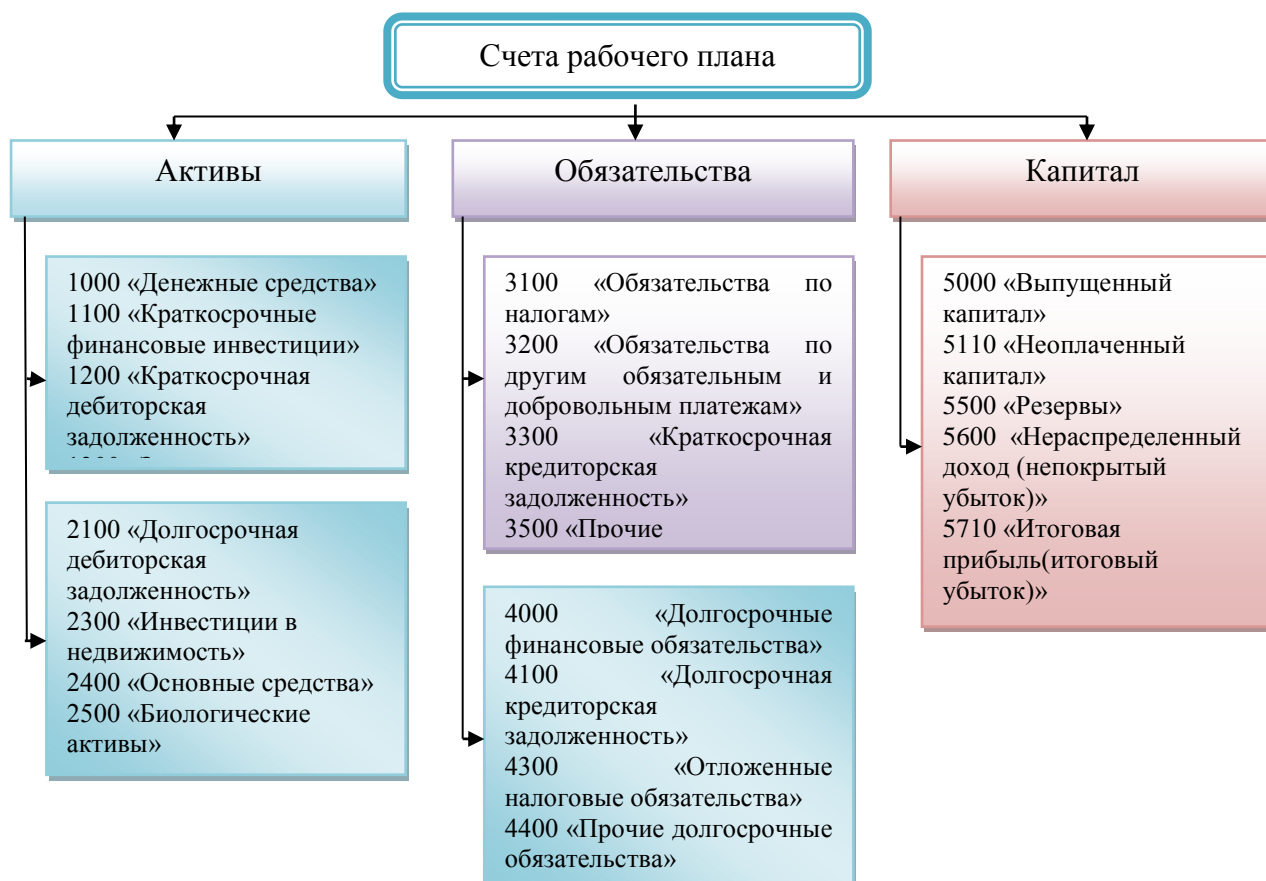 Счета рабочего плана
Активы
1000 «Денежные средства»
1100 «Краткосрочные
финансовые инвестиции»
1200 «Краткосрочная
дебиторская
задолженность»
2100 «Долгосрочная
дебиторская
задолженность»
2300 «Инвестиции в
недвижимость»
2400 «Основные средства»
2500 «Биологические
активы»
Обязательства
3100 «Обязательства по
налогам»
3200 «Обязательства по
другим обязательным и
добровольным платежам»
3300 «Краткосрочная
кредиторская
задолженность»
3500 «Прочие
4000 «Долгосрочные
финансовые обязательства»
4100 «Долгосрочная
кредиторская
задолженность»
4300 «Отложенные
налоговые обязательства»
4400 «Прочие долгосрочные
обязательства»
Капитал
5000 «Выпущенный
капитал»
5110 «Неоплаченный
капитал»
5500 «Резервы»
5600 «Нераспределенный
доход (непокрытый
убыток)»
5710 «Итоговая
прибыль(итоговый
убыток)»